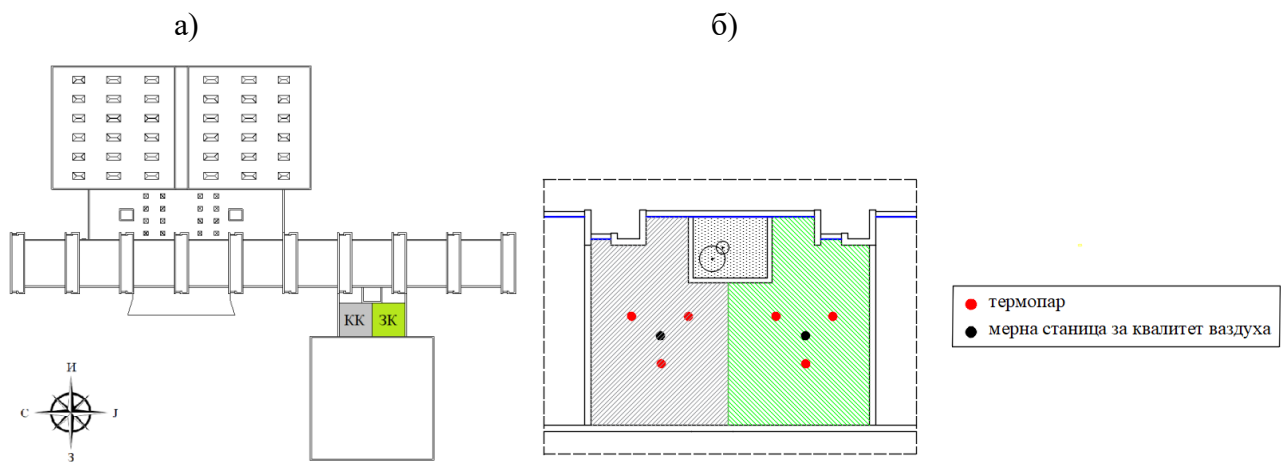 а)
б)
КК
ЗК
И
С
Ј
З
термопар
мерна станица за квалитет ваздуха